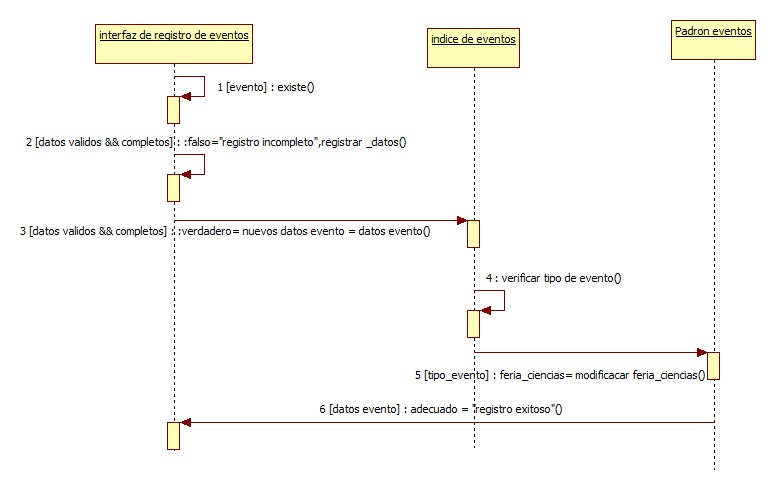 interfaz de registro de eventos
indice de eventos
Padron eventos
1 [evento] : existe()
2 [datos validos && completos] : :falso="registro incompleto",registrar _datos()
3 [datos validos && completos] : :verdadero= nuevos datos evento = datos evento()
4 : verificar tipo de evento()
5 [tipo_evento] : feria_ciencias= modificacar feria_ciencias()
6 [datos evento] : adecuado = "registro exitoso"()